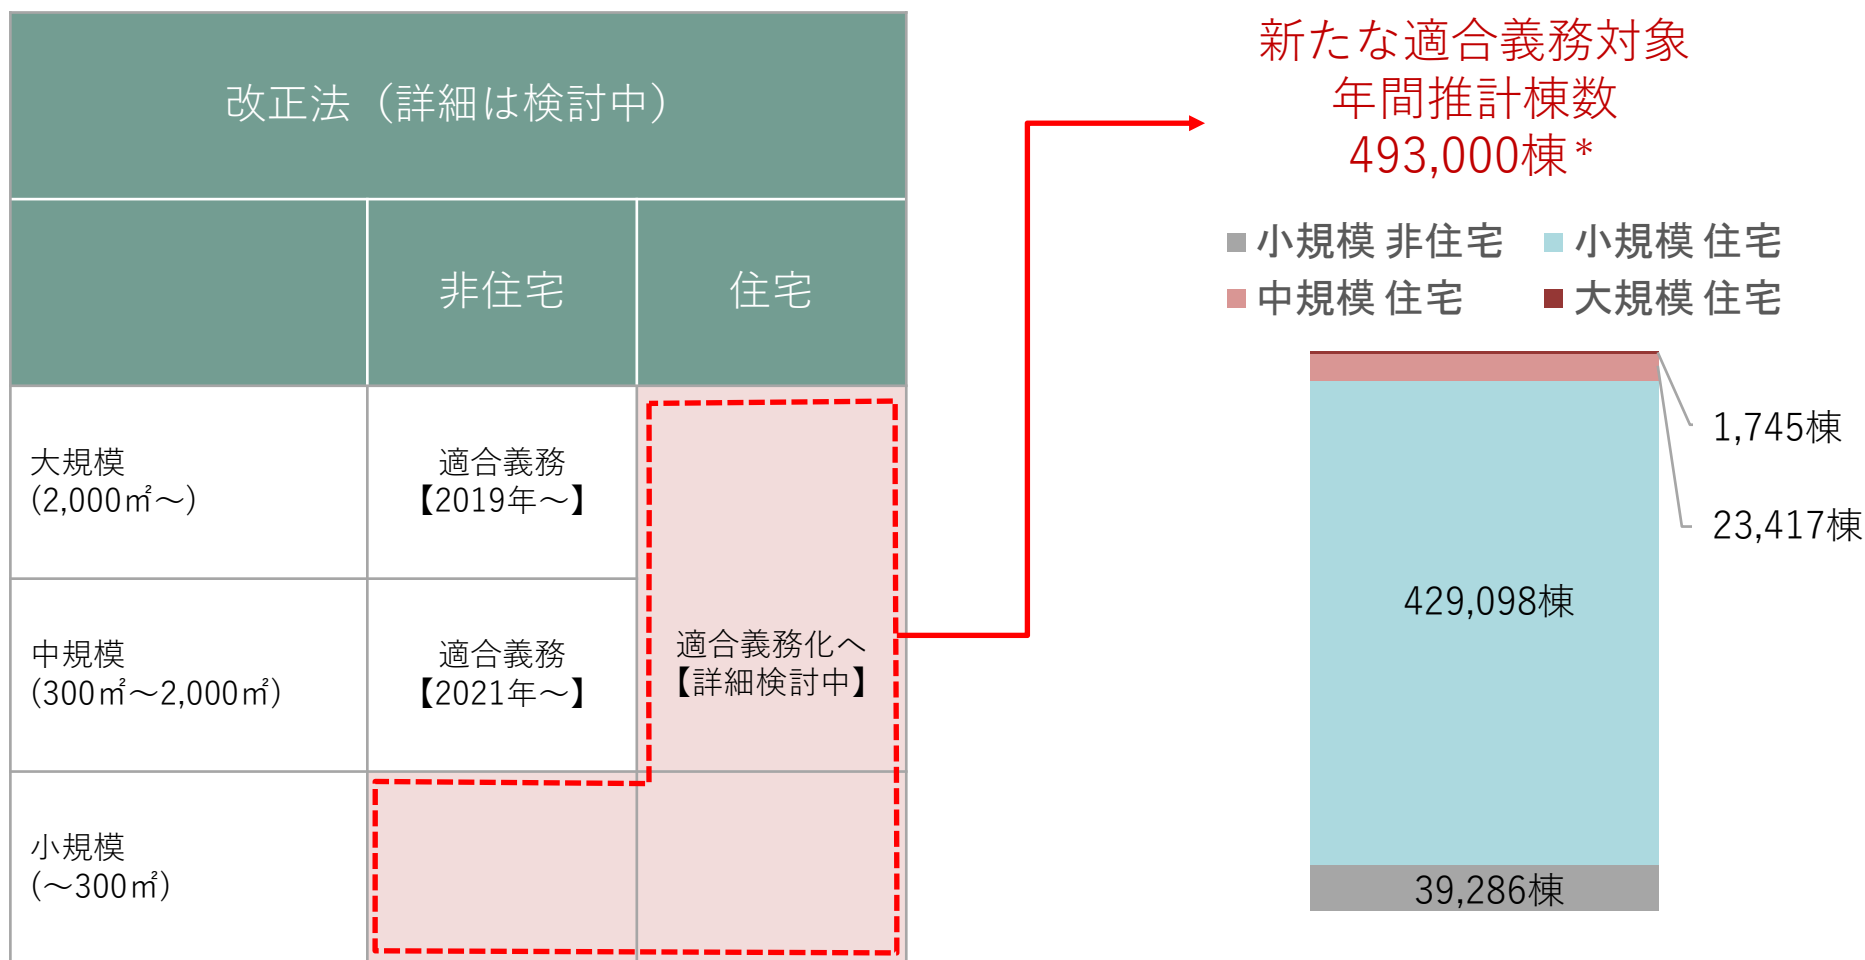 改正法（詳細は検討中）
非住宅
住宅
大規模
(2,000㎡～)
適合義務
【2019年～】
中規模
(300㎡～2,000㎡)
適合義務
【2021年～】
適合義務化へ
【詳細検討中】
小規模
(～300㎡)
新たな適合義務対象
年間推計棟数
493,000棟*
小規模 非住宅
小規模 住宅
中規模 住宅
大規模 住宅
1,745棟
23,417棟
429,098棟
39,286棟